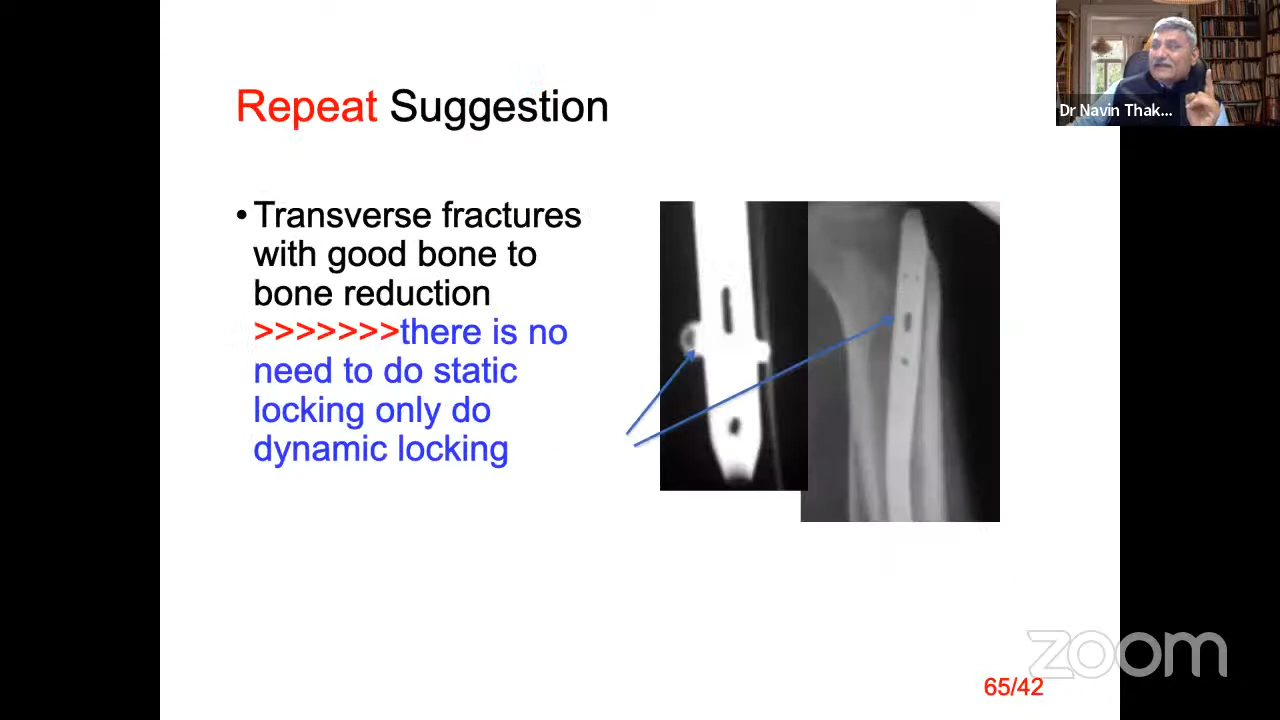 Repeat Suggestion
• Transverse fractures
with good bone to
bone reduction
>>>>>>>there is no
need to do static
locking only do
dynamic locking
Dr Navin Thak...
zoom
65/42